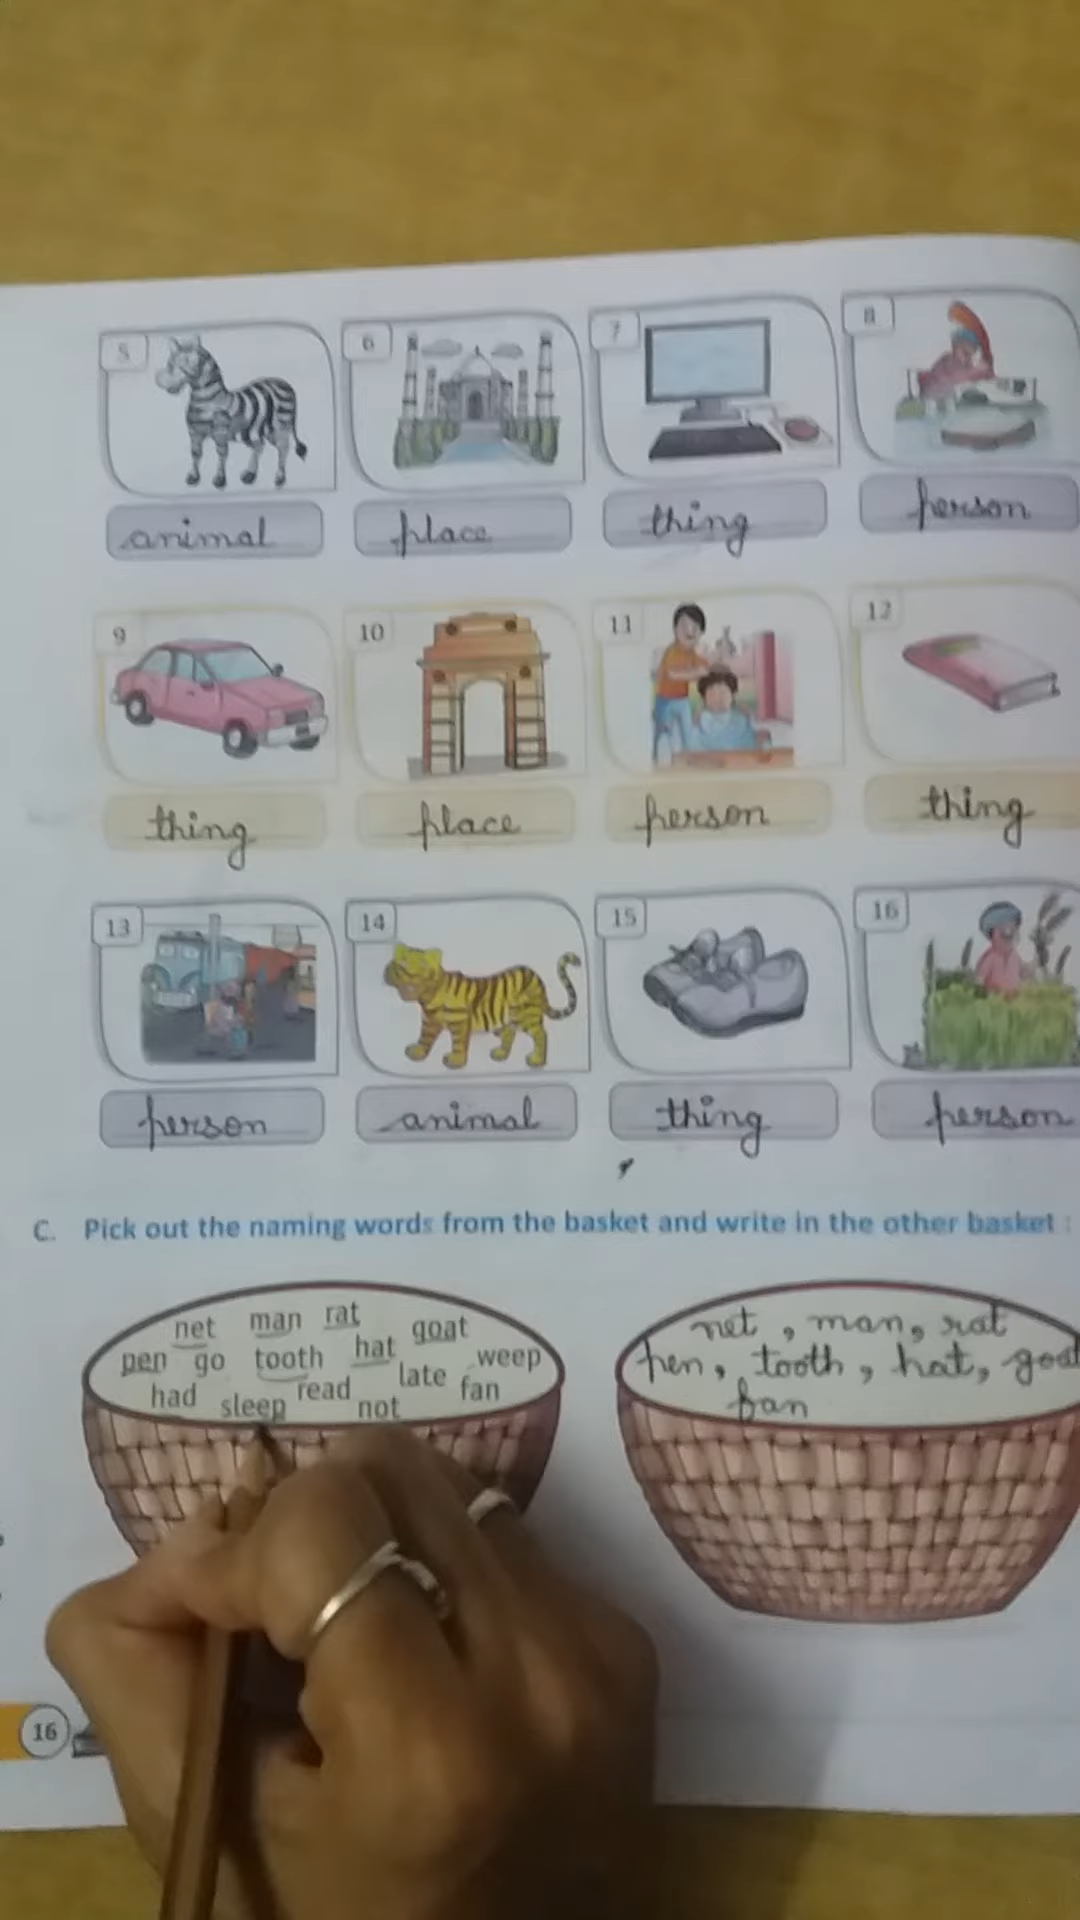 5 6 7 8
animal place thing person
9 10 11 12
thing place person thing
13 14 15 16
person animal thing person
C. Pick out the naming words from the basket and write in the other basket :
net man rat goat
pen go tooth hat weep
had sleep read late fan
not
net , man, rat
pen, tooth , hat, goat
fan
16